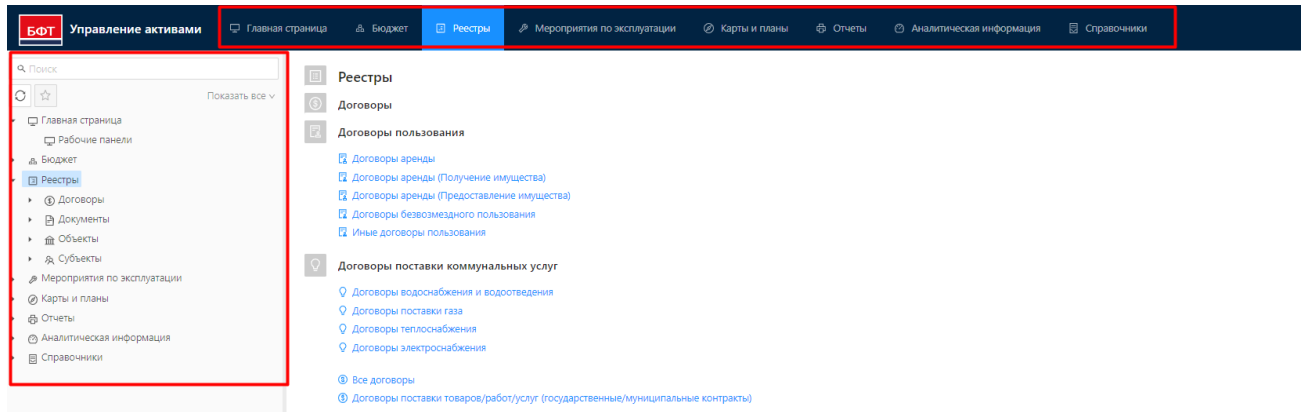 БФТ Управление активами Главная страница Бюджет Реестры Мероприятия по эксплуатации Карты и планы Отчеты Аналитическая информация Справочники
Поиск
Показать все
Главная страница
Рабочие панели
Бюджет
Реестры
Договоры
Документы
Объекты
Субъекты
Мероприятия по эксплуатации
Карты и планы
Отчеты
Аналитическая информация
Справочники
Реестры
Договоры
Договоры пользования
Договоры аренды
Договоры аренды (Получение имущества)
Договоры аренды (Предоставление имущества)
Договоры безвозмездного пользования
Иные договоры пользования
Договоры поставки коммунальных услуг
Договоры водоснабжения и водоотведения
Договоры поставки газа
Договоры теплоснабжения
Договоры электроснабжения
Все договоры
Договоры поставки товаров/работ/услуг (государственные/муниципальные контракты)